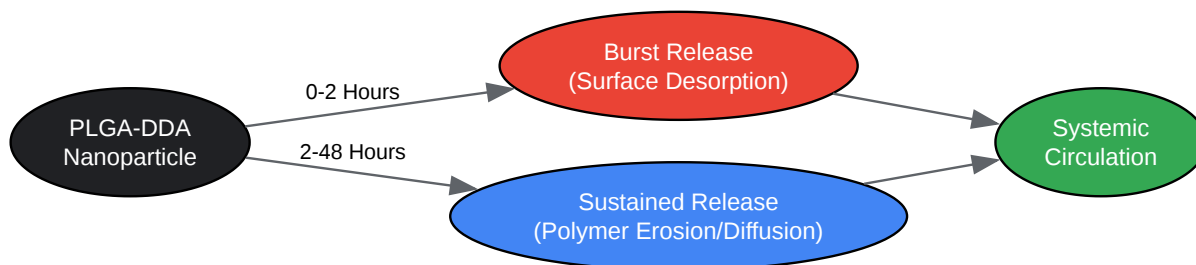 PLGA-DDA
Nanoparticle
0-2 Hours
2-48 Hours
Burst Release
(Surface Desorption)
Sustained Release
(Polymer Erosion/Diffusion)
Systemic
Circulation